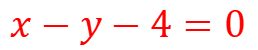 x − y − 4 = 0